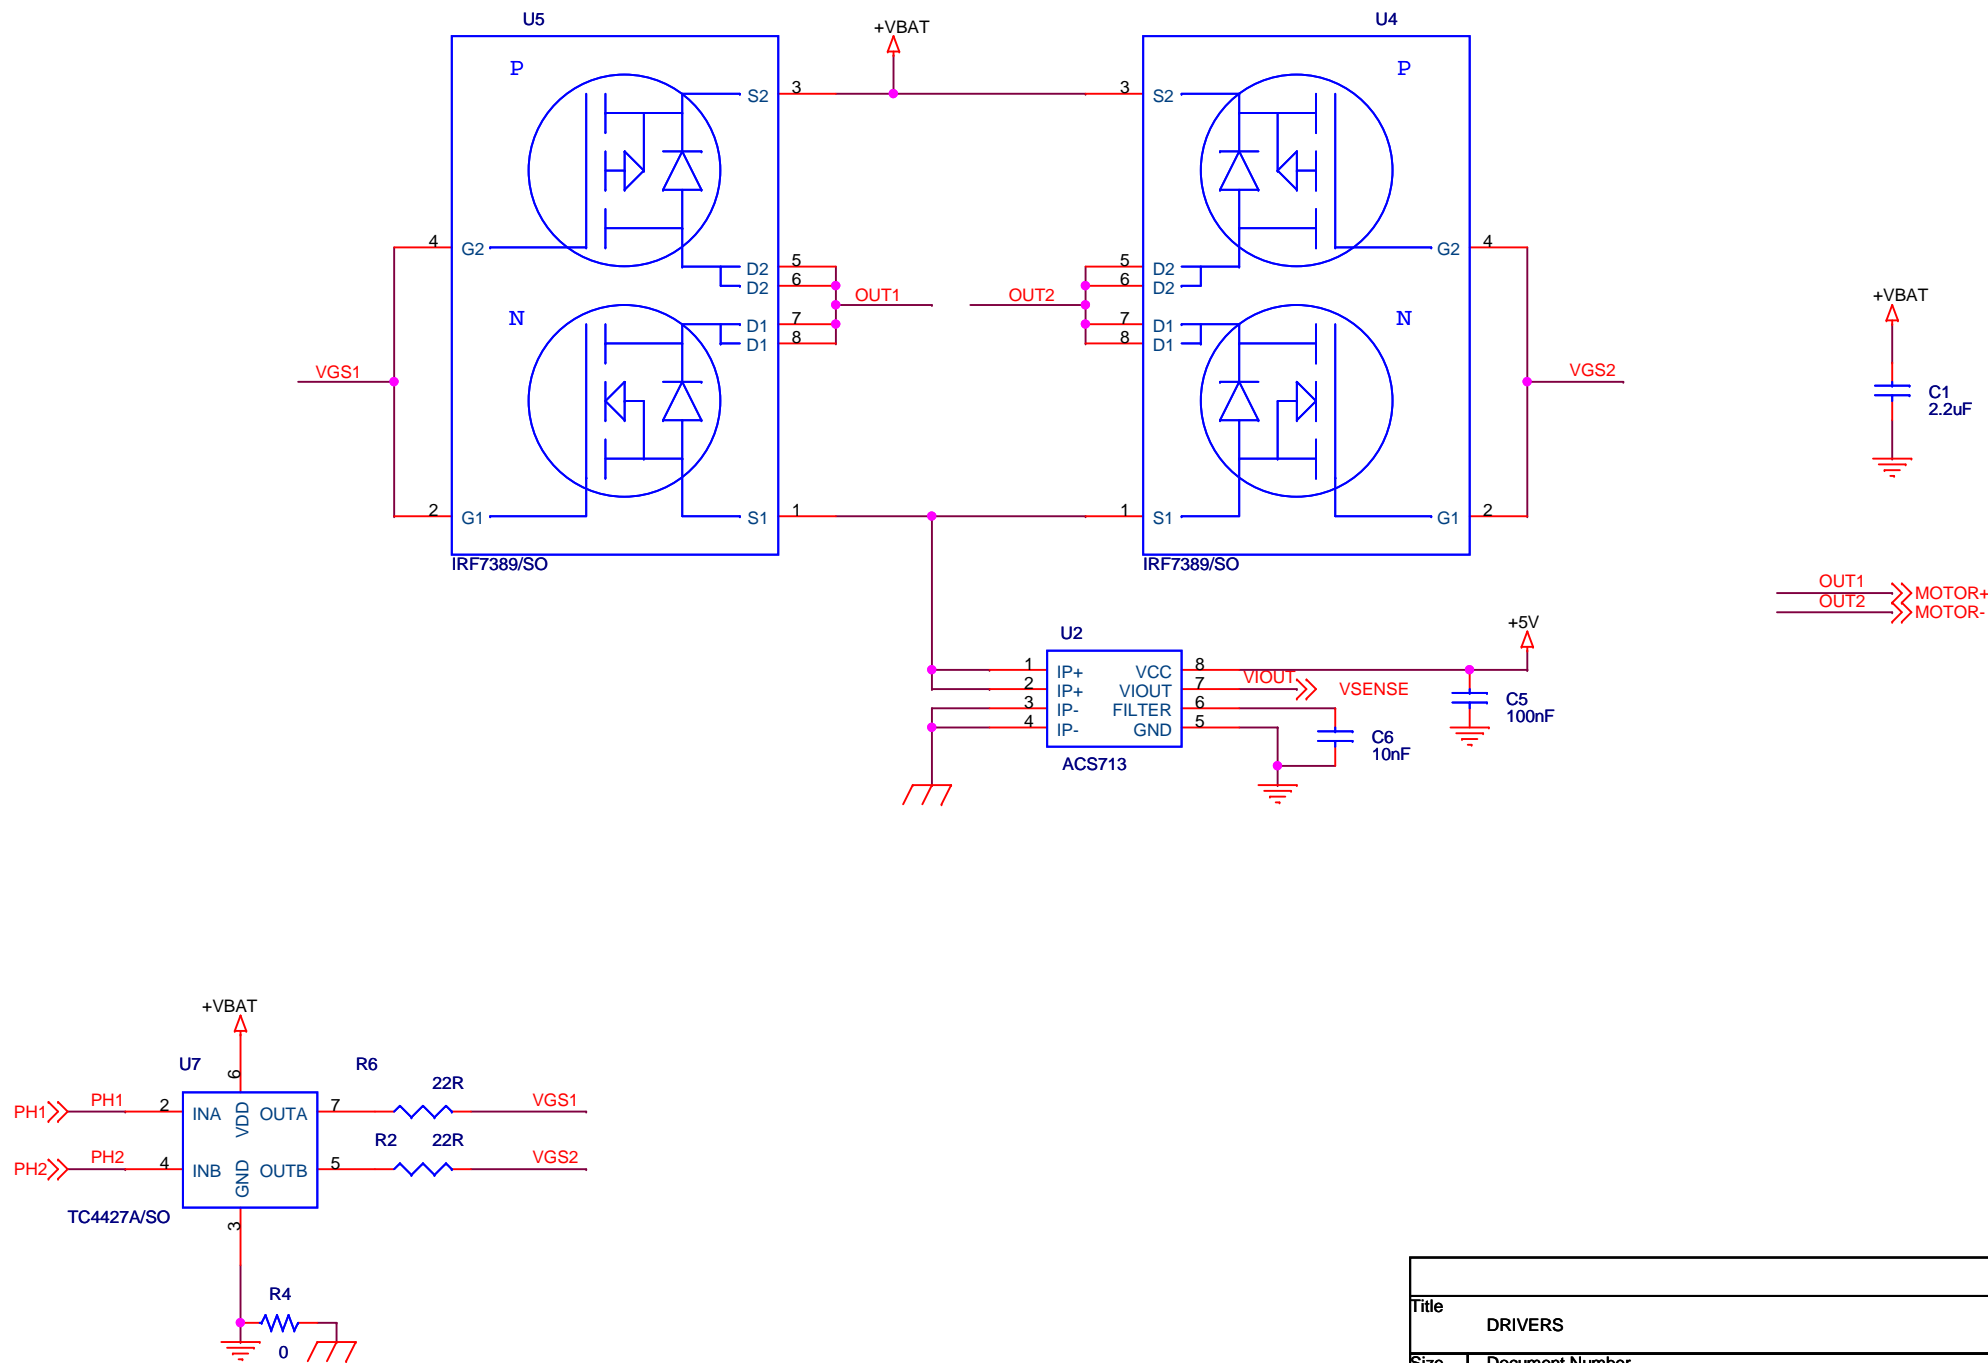 U5
+VBAT
U4
P
P
3
S2
3
S2
4
G2
G2
4
5
D2
6
D2
5
D2
6
D2
OUT1
OUT2
N
N
7
D1
8
D1
7
D1
8
D1
VGS1
VGS2
+VBAT
C1
2.2uF
2
G1
S1
1
1
S1
G1
2
IRF7389/SO
IRF7389/SO
OUT1
MOTOR+
OUT2
MOTOR-
+5V
U2
1
IP+
VCC
8
2
IP+
VIOUT
7
VIOUT
VSENSE
3
IP-
FILTER
6
4
IP-
GND
5
C5
100nF
C6
10nF
ACS713
+VBAT
U7
6
R6
22R
PH1
PH1
2
INA
VDD
OUTA
7
VGS1
R2
22R
PH2
PH2
4
INB
GND
OUTB
5
VGS2
TC4427A/SO
3
R4
0
Title
DRIVERS
Size
Document Number